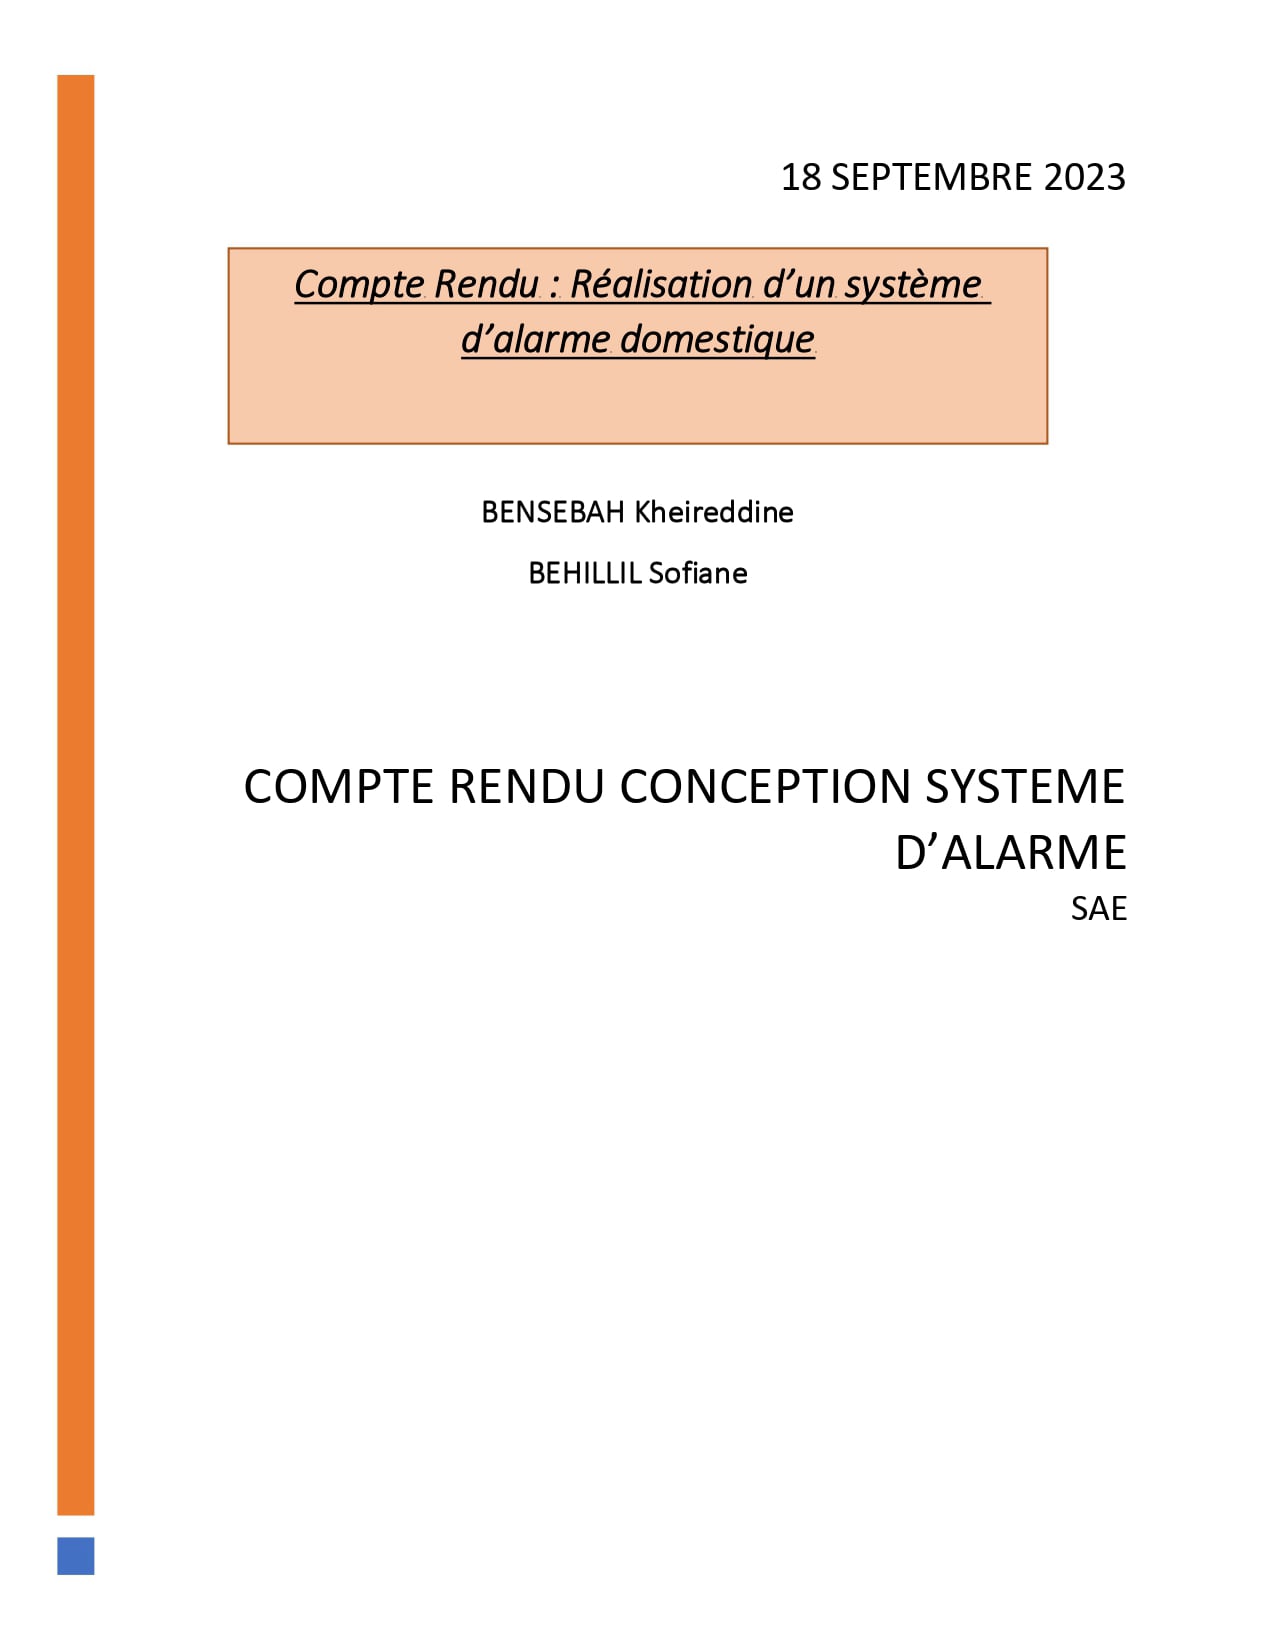 18 SEPTEMBRE 2023
Compte Rendu : Réalisation d’un système
d’alarme domestique
BENSEBAH Kheireddine
BEHILLIL Sofiane
COMPTE RENDU CONCEPTION SYSTEME
D’ALARME
SAE